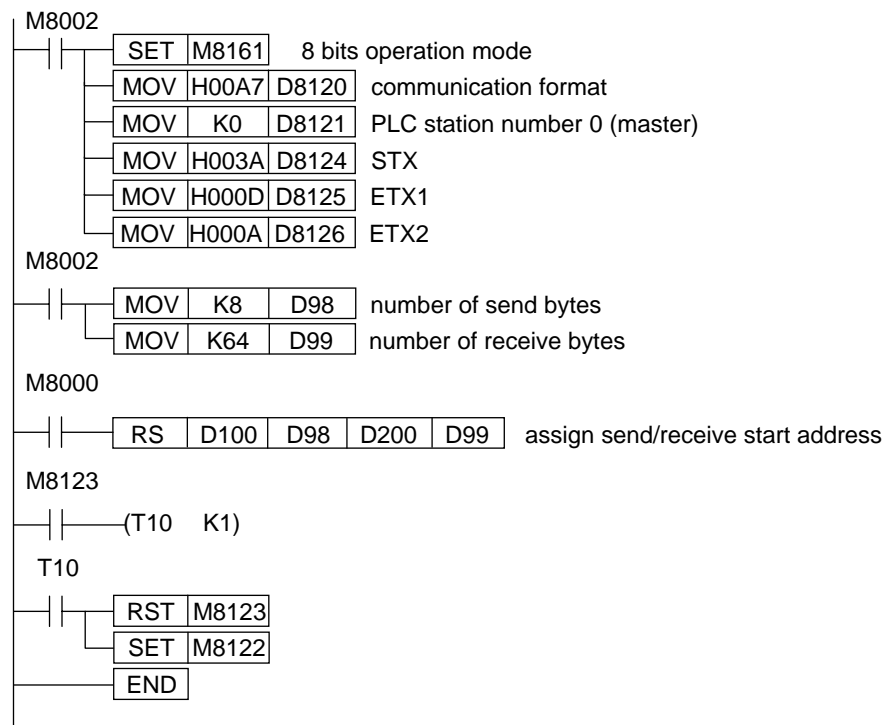 M8002
SET M8161 8 bits operation mode
MOV H00A7 D8120 communication format
MOV K0 D8121 PLC station number 0 (master)
MOV H003A D8124 STX
MOV H000D D8125 ETX1
MOV H000A D8126 ETX2
M8002
MOV K8 D98 number of send bytes
MOV K64 D99 number of receive bytes
M8000
RS D100 D98 D200 D99 assign send/receive start address
M8123
(T10 K1)
T10
RST M8123
SET M8122
END